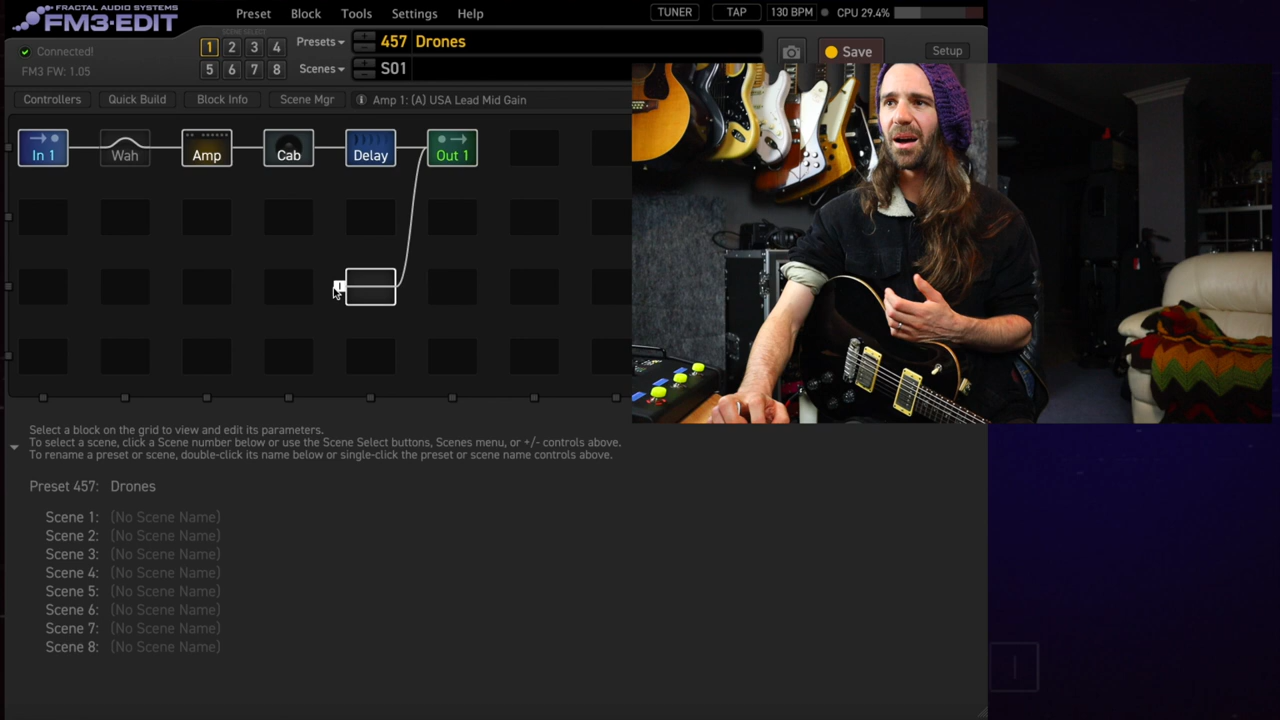 FRACTAL AUDIO SYSTEMS
FM3-EDIT
Preset Block Tools Settings Help
TUNER TAP 130 BPM CPU 29.4%
Connected!
FM3 FW: 1.05
SCENE SELECT
1 2 3 4
5 6 7 8
Presets 457 Drones
Scenes S01
Save
Setup
Controllers Quick Build Block Info Scene Mgr Amp 1: (A) USA Lead Mid Gain
In 1 Wah Amp Cab Delay Out 1
Select a block on the grid to view and edit its parameters.
To select a scene, click a Scene number below or use the Scene Select buttons, Scenes menu, or +/- controls above.
To rename a preset or scene, double-click its name below or single-click the preset or scene name controls above.
Preset 457: Drones
Scene 1: (No Scene Name)
Scene 2: (No Scene Name)
Scene 3: (No Scene Name)
Scene 4: (No Scene Name)
Scene 5: (No Scene Name)
Scene 6: (No Scene Name)
Scene 7: (No Scene Name)
Scene 8: (No Scene Name)